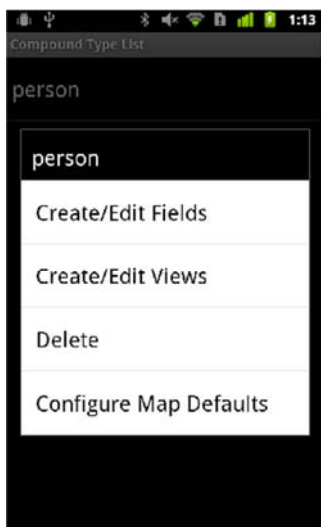 1:13
Compound Type List
person
person
Create/Edit Fields
Create/Edit Views
Delete
Configure Map Defaults